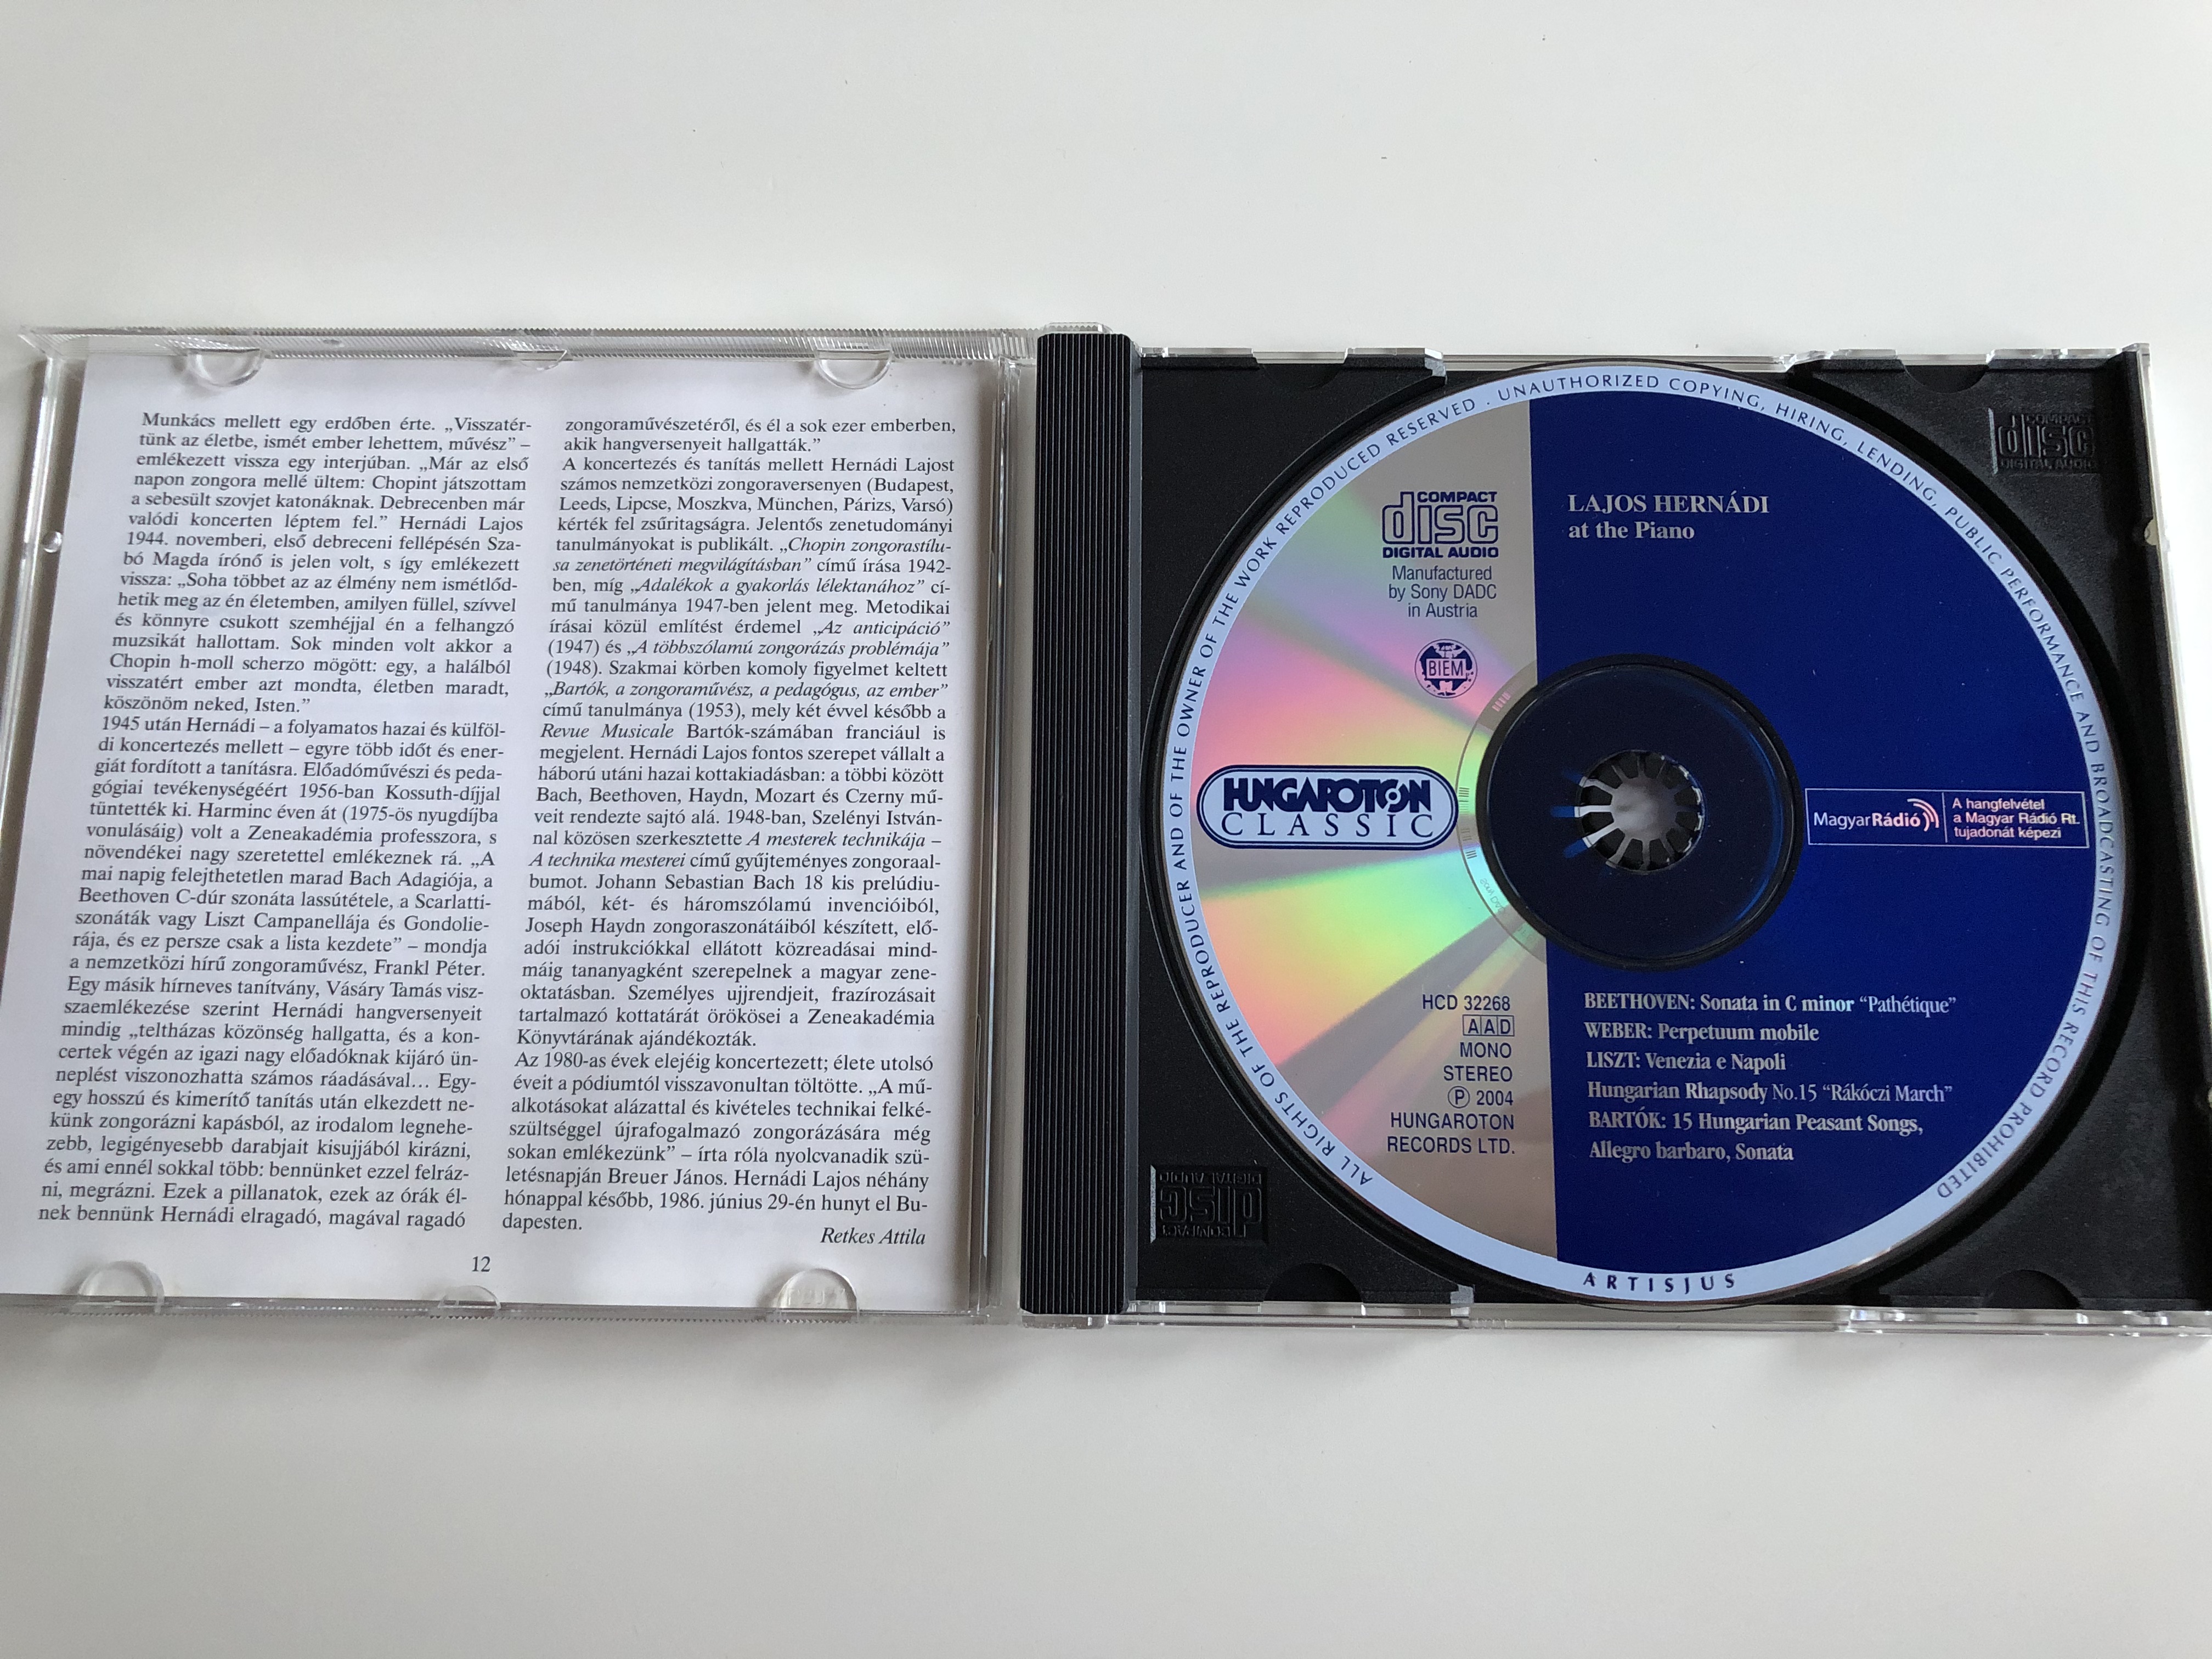 Munkács mellett egy erdőben érte. „Visszatér-
tünk az életbe, ismét ember lehettem, művész” –
emlékezett vissza egy interjúban. „Már az első
napon zongora mellé ültem: Chopint játszottam
a sebesült szovjet katonáknak. Debrecenben már
valódi koncerten léptem fel.” Hernádi Lajos
1944. novemberi, első debreceni fellépésén Sza-
bó Magda írónő is jelen volt, s így emlékezett
vissza: „Soha többet az az élmény nem ismétlőd-
hetik meg az én életemben, amilyen füllel, szívvel
és könnyre csukott szemhéjjal én a felhangzó
muzsikát hallottam. Sok minden volt akkor a
Chopin h-moll scherzo mögött: egy, a halálból
visszatért ember azt mondta, életben maradt,
köszönöm neked, Isten.”
1945 után Hernádi – a folyamatos hazai és külföl-
di koncertezés mellett – egyre több időt és ener-
giát fordított a tanításra. Előadóművészi és peda-
gógiai tevékenységéért 1956-ban Kossuth-díjjal
tüntették ki. Harminc éven át (1975-ös nyugdíjba
vonulásáig) volt a Zeneakadémia professzora, s
növendékei nagy szeretettel emlékeznek rá. „A
mai napig felejthetetlen marad Bach Adagiója, a
Beethoven C-dúr szonáta lassútétele, a Scarlatti-
szonáták vagy Liszt Campanellája és Gondolie-
rája, és ez persze csak a lista kezdete” – mondja
a nemzetközi hírű zongoraművész, Frankl Péter.
Egy másik hírneves tanítvány, Vásáry Tamás visz-
szaemlékezése szerint Hernádi hangversenyeit
mindig „teltházas közönség hallgatta, és a kon-
certek végén az igazi nagy előadóknak kijáró ün-
neplést viszonozhatta számos ráadásával... Egy-
egy hosszú és kimerítő tanítás után elkezdett ne-
künk zongorázni kapásból, az irodalom legnehe-
zebb, legigényesebb darabjait kisujjából kirázni,
és ami ennél sokkal több: bennünket ezzel felráz-
ni, megrázni. Ezek a pillanatok, ezek az órák él-
nek bennünk Hernádi elragadó, magával ragadó
zongoraművészetéről, és él a sok ezer emberben,
akik hangversenyeit hallgatták.”
A koncertezés és tanítás mellett Hernádi Lajost
számos nemzetközi zongoraversenyen (Budapest,
Leeds, Lipcse, Moszkva, München, Párizs, Varsó)
kérték fel zsűritagságra. Jelentős zenetudományi
tanulmányokat is publikált. „Chopin zongorastílu-
sa zenetörténeti megvilágításban” című írása 1942-
ben, míg „Adalékok a gyakorlás lélektanához” cí-
mű tanulmánya 1947-ben jelent meg. Metodikai
írásai közül említést érdemel „Az anticipáció”
(1947) és „A többszólamú zongorázás problémája”
(1948). Szakmai körben komoly figyelmet keltett
„Bartók, a zongoraművész, a pedagógus, az ember”
című tanulmánya (1953), mely két évvel később a
Revue Musicale Bartók-számában franciául is
megjelent. Hernádi Lajos fontos szerepet vállalt a
háború utáni hazai kottakiadásban: a többi között
Bach, Beethoven, Haydn, Mozart és Czerny mű-
veit rendezte sajtó alá. 1948-ban, Szelényi István-
nal közösen szerkesztette A mesterek technikája –
A technika mesterei című gyűjteményes zongoraal-
bumot. Johann Sebastian Bach 18 kis prelúdiu-
mából, két- és háromszólamú invencióiból,
Joseph Haydn zongoraszonátáiból készített, elő-
adói instrukciókkal ellátott közreadásai mind-
máig tananyagként szerepelnek a magyar zene-
oktatásban. Személyes ujjrendjeit, frazírozásait
tartalmazó kottatárát örökösei a Zeneakadémia
Könyvtárának ajándékozták.
Az 1980-as évek elejéig koncertezett; élete utolsó
éveit a pódiumtól visszavonultan töltötte. „A mű-
alkotásokat alázattal és kivételes technikai felké-
szültséggel újrafogalmazó zongorázására még
sokan emlékezünk” – írta róla nyolcvanadik szü-
letésnapján Breuer János. Hernádi Lajos néhány
hónappal később, 1986. június 29-én hunyt el Bu-
dapesten.
Retkes Attila
12
ALL RIGHTS OF THE REPRODUCER AND OF THE OWNER OF THE WORK REPRODUCED RESERVED . UNAUTHORIZED COPYING, HIRING, LENDING, PUBLIC PERFORMANCE AND BROADCASTING OF THIS RECORD PROHIBITED
ARTISJUS
COMPACT
disc
DIGITAL AUDIO
Manufactured
by Sony DADC
in Austria
BIEM
HUNGAROTON
CLASSIC
HCD 32268
AAD
MONO
STEREO
Ⓟ 2004
HUNGAROTON
RECORDS LTD.
LAJOS HERNÁDI
at the Piano
MagyarRádió
A hangfelvétel
a Magyar Rádió Rt.
tujadonát képezi
BEETHOVEN: Sonata in C minor “Pathétique”
WEBER: Perpetuum mobile
LISZT: Venezia e Napoli
Hungarian Rhapsody No.15 “Rákóczi March”
BARTÓK: 15 Hungarian Peasant Songs,
Allegro barbaro, Sonata
COMPACT
disc
DIGITAL AUDIO
COMPACT
disc
DIGITAL AUDIO